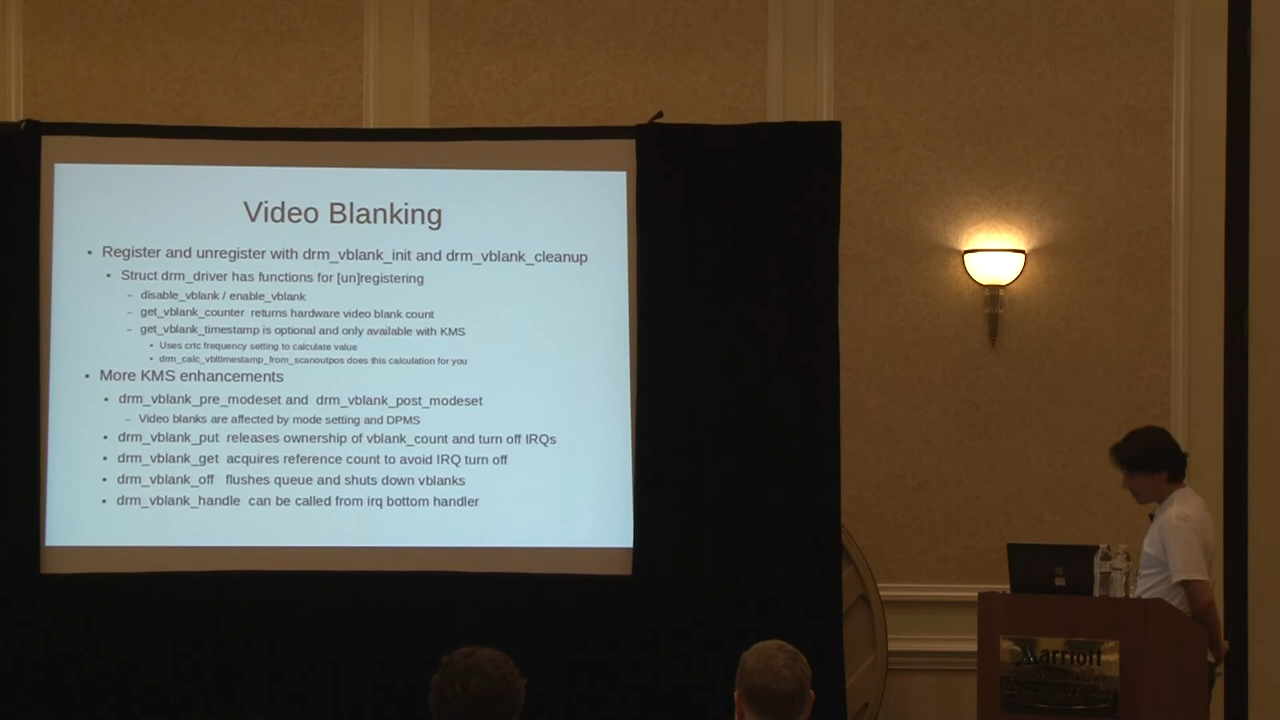 Video Blanking
• Register and unregister with drm_vblank_init and drm_vblank_cleanup
• Struct drm_driver has functions for [un]registering
– disable_vblank / enable_vblank
– get_vblank_counter returns hardware video blank count
– get_vblank_timestamp is optional and only available with KMS
• Uses crtc frequency setting to calculate value
• drm_calc_vbltimestamp_from_scanoutpos does this calculation for you
• More KMS enhancements
• drm_vblank_pre_modeset and drm_vblank_post_modeset
– Video blanks are affected by mode setting and DPMS
• drm_vblank_put releases ownership of vblank_count and turn off IRQs
• drm_vblank_get acquires reference count to avoid IRQ turn off
• drm_vblank_off flushes queue and shuts down vblanks
• drm_vblank_handle can be called from irq bottom handler
Marriott